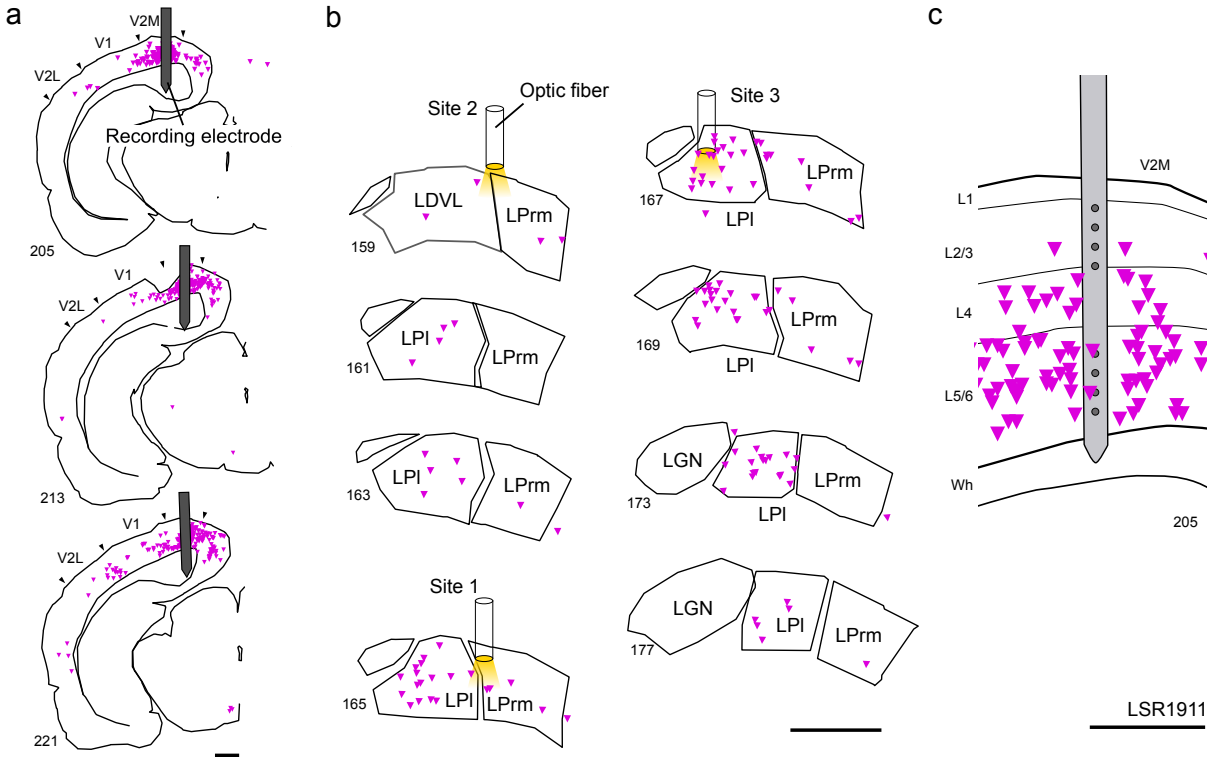 a
V2M
V1
V2L
Recording electrode
205
V1
V2L
213
V1
V2L
221
b
Optic fiber
Site 2
LDVL
LPrm
159
LPl
LPrm
161
LPl
LPrm
163
Site 1
LPl
LPrm
165
Site 3
LPrm
167
LPl
LPrm
169
LPl
LGN
LPrm
173
LPl
LGN
LPl
LPrm
177
c
V2M
L1
L2/3
L4
L5/6
Wh
205
LSR1911